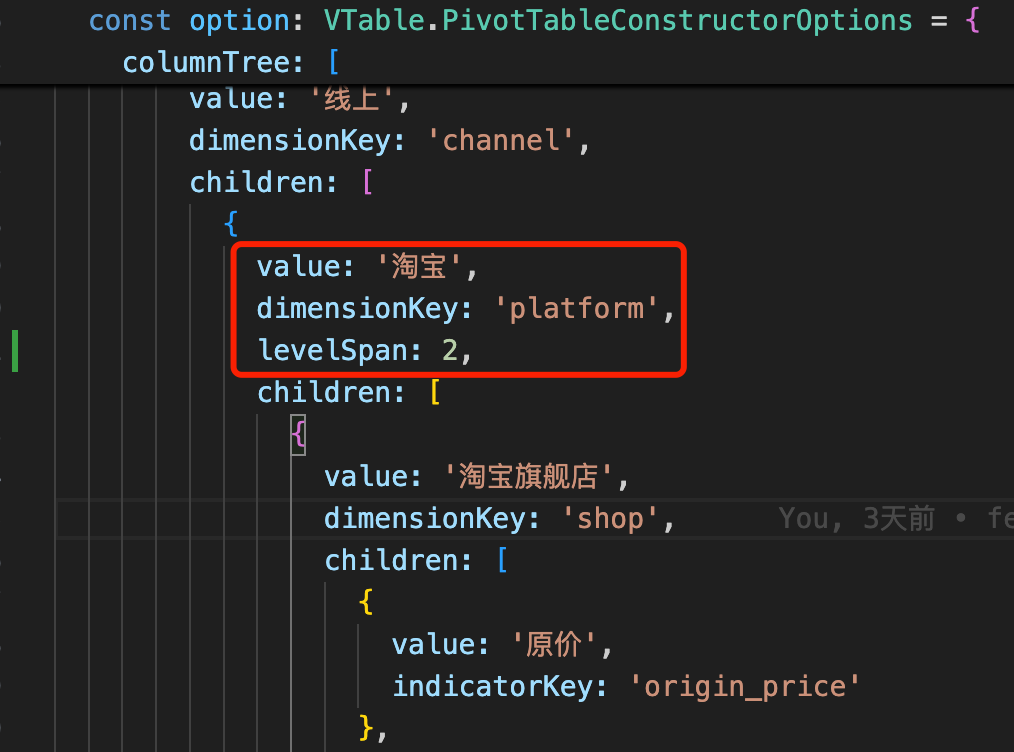 const option: VTable.PivotTableConstructorOptions = {
columnTree: [
value: '线上',
dimensionKey: 'channel',
children: [
{
value: '淘宝',
dimensionKey: 'platform',
levelSpan: 2,
children: [
{
value: '淘宝旗舰店',
dimensionKey: 'shop', You, 3天前 • fe
children: [
{
value: '原价',
indicatorKey: 'origin_price'
},